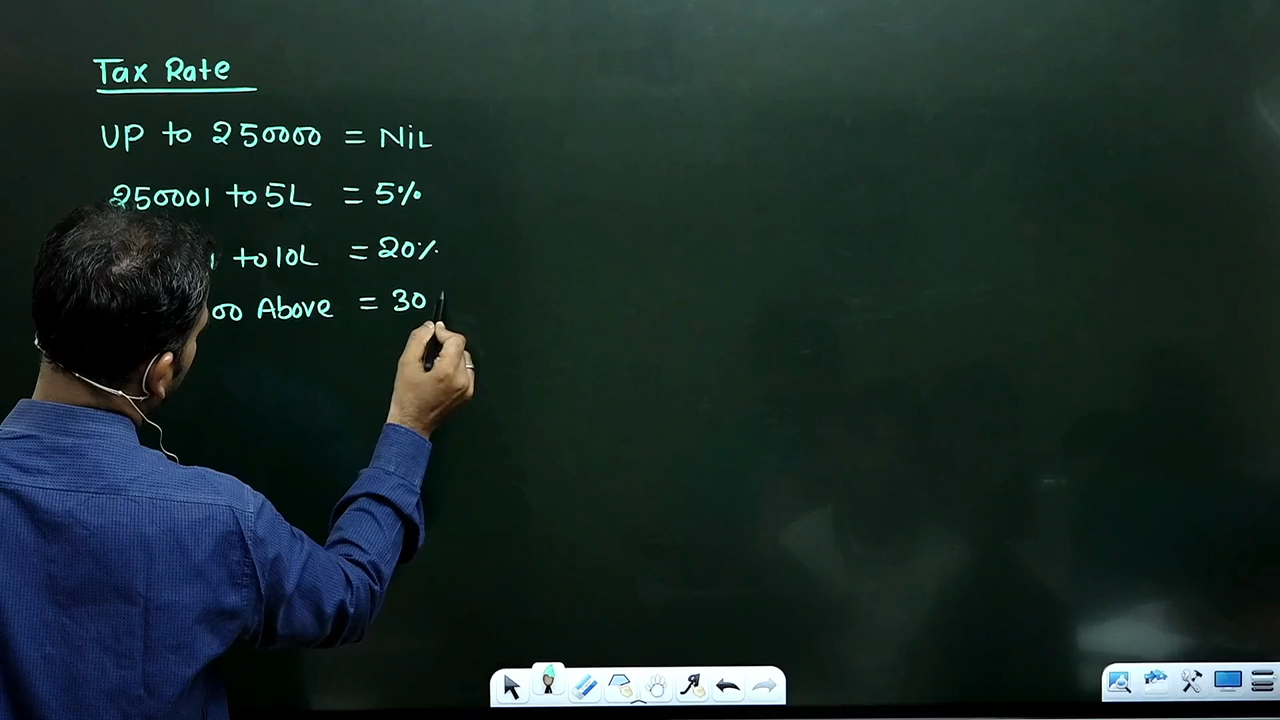 Tax Rate
UP to 250000 = NiL
250001 to 5L = 5%
to 10L = 20%
Above = 30